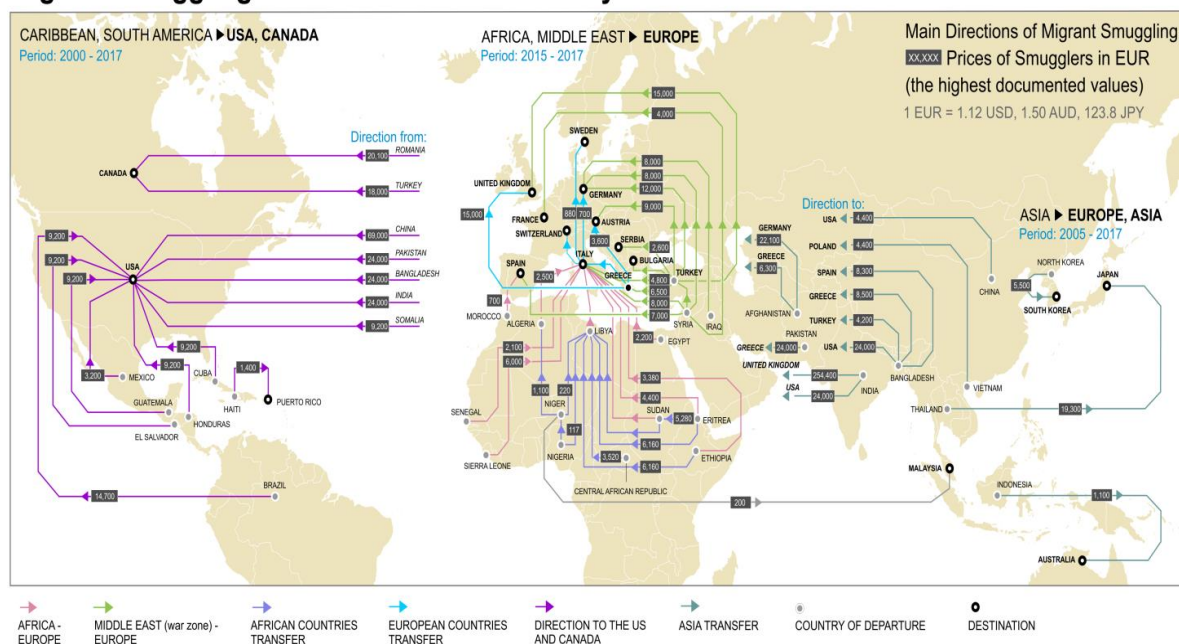 CARIBBEAN, SOUTH AMERICA ▶ USA, CANADA
Period: 2000 - 2017
AFRICA, MIDDLE EAST ▶ EUROPE
Period: 2015 - 2017
Main Directions of Migrant Smuggling
XX,XXX Prices of Smugglers in EUR
(the highest documented values)
1 EUR = 1.12 USD, 1.50 AUD, 123.8 JPY
ASIA ▶ EUROPE, ASIA
Period: 2005 - 2017
Direction from:
20,100 ROMANIA
CANADA
18,000 TURKEY
9,200
69,000 CHINA
9,200
24,000 PAKISTAN
USA
9,200
24,000 BANGLADESH
24,000 INDIA
9,200 SOMALIA
9,200
9,200
3,200
MEXICO
CUBA
1,400
HAITI
PUERTO RICO
GUATEMALA
HONDURAS
EL SALVADOR
BRAZIL
14,700
15,000
4,000
SWEDEN
8,000
8,000
12,000
UNITED KINGDOM
GERMANY
15,000
FRANCE
880
700
AUSTRIA
9,000
SWITZERLAND
3,600
SERBIA
2,600
ITALY
BULGARIA
SPAIN
2,500
GREECE
TURKEY
4,800
6,500
8,000
7,000
700
MOROCCO
ALGERIA
LIBYA
SYRIA
IRAQ
2,200
EGYPT
2,100
6,000
1,100
220
3,380
4,400
SENEGAL
NIGER
SUDAN
5,280
ERITREA
117
6,160
NIGERIA
3,520
SIERRA LEONE
6,160
ETHIOPIA
CENTRAL AFRICAN REPUBLIC
200
Direction to:
USA 4,400
GERMANY
22,100
POLAND 4,400
GREECE
6,300
SPAIN 8,300
AFGHANISTAN
GREECE 8,500
PAKISTAN
TURKEY 4,200
GREECE 24,000
USA 24,000
UNITED KINGDOM
254,400
USA
24,000
INDIA
BANGLADESH
CHINA
NORTH KOREA
JAPAN
5,500
SOUTH KOREA
VIETNAM
THAILAND
19,300
MALAYSIA
INDONESIA
1,100
AUSTRALIA
AFRICA - EUROPE
MIDDLE EAST (war zone) - EUROPE
AFRICAN COUNTRIES TRANSFER
EUROPEAN COUNTRIES TRANSFER
DIRECTION TO THE US AND CANADA
ASIA TRANSFER
COUNTRY OF DEPARTURE
DESTINATION